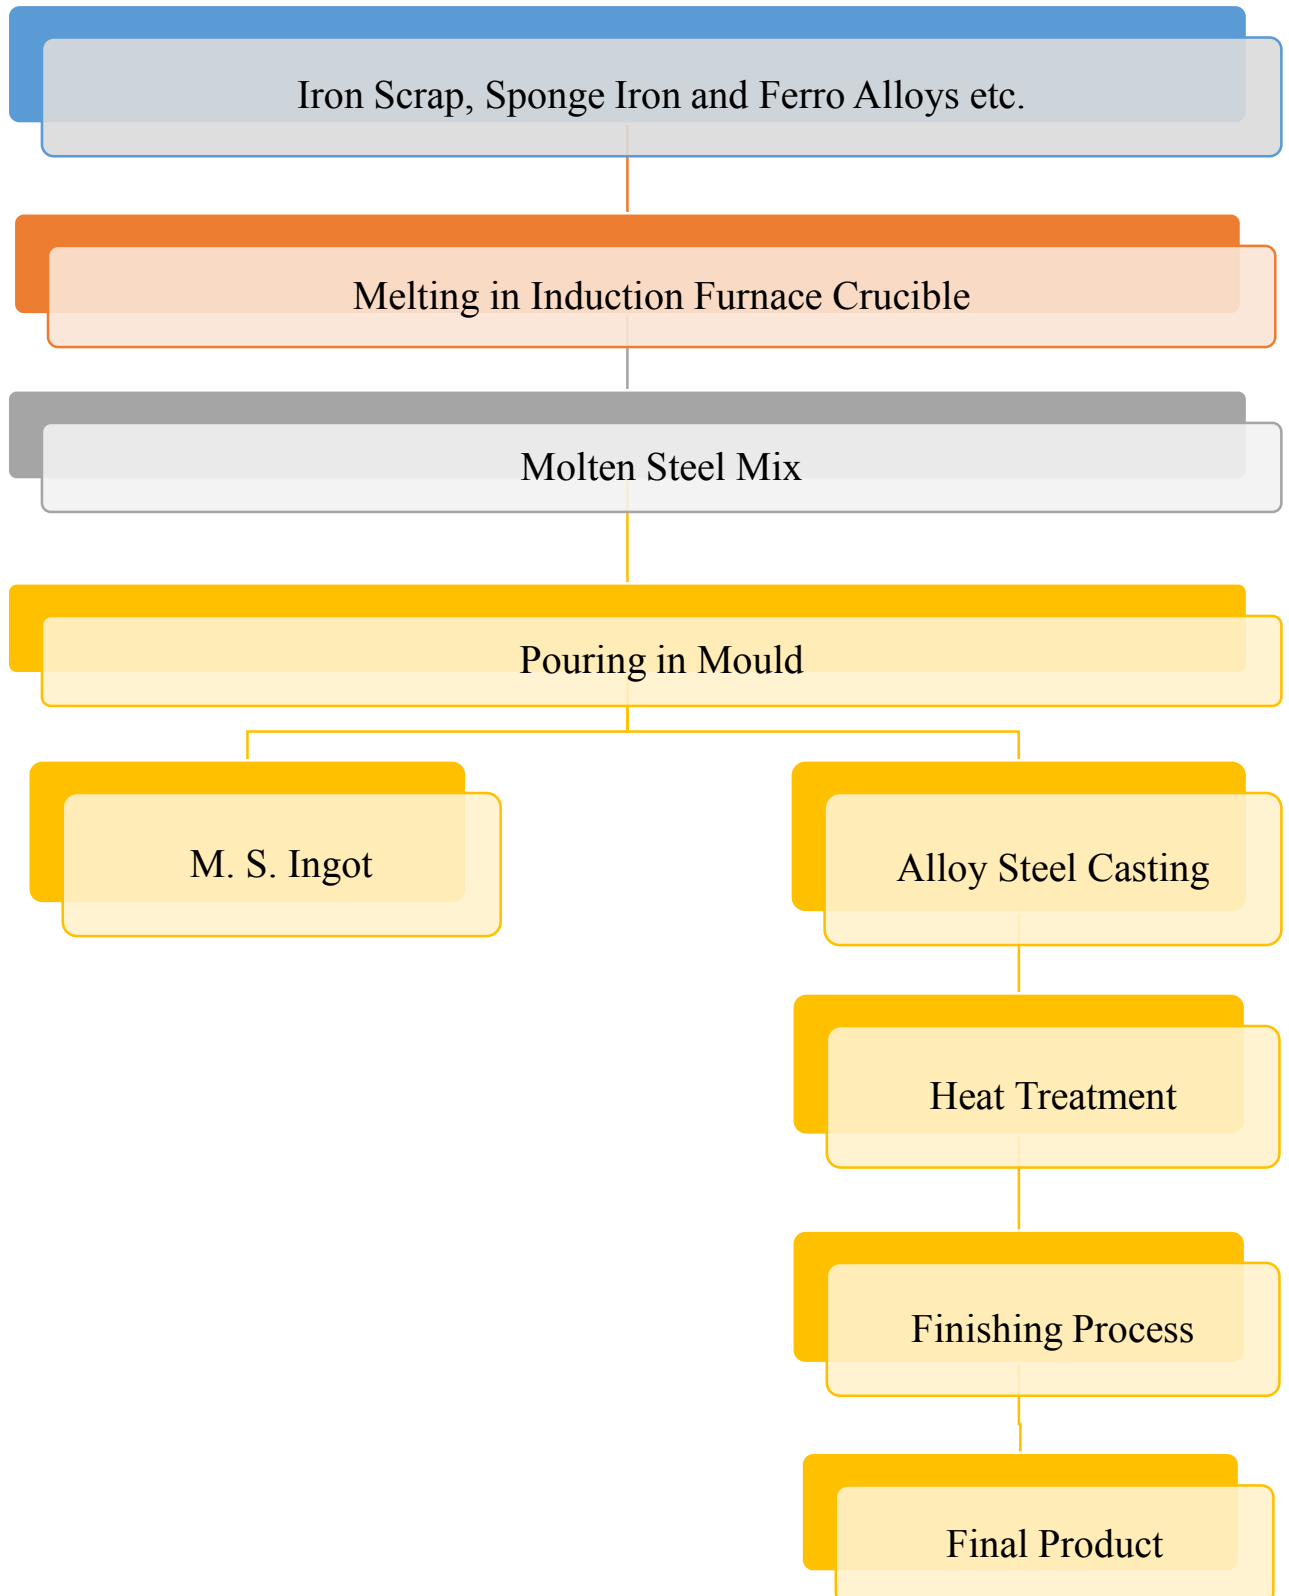 Iron Scrap, Sponge Iron and Ferro Alloys etc.
Melting in Induction Furnace Crucible
Molten Steel Mix
Pouring in Mould
M. S. Ingot
Alloy Steel Casting
Heat Treatment
Finishing Process
Final Product